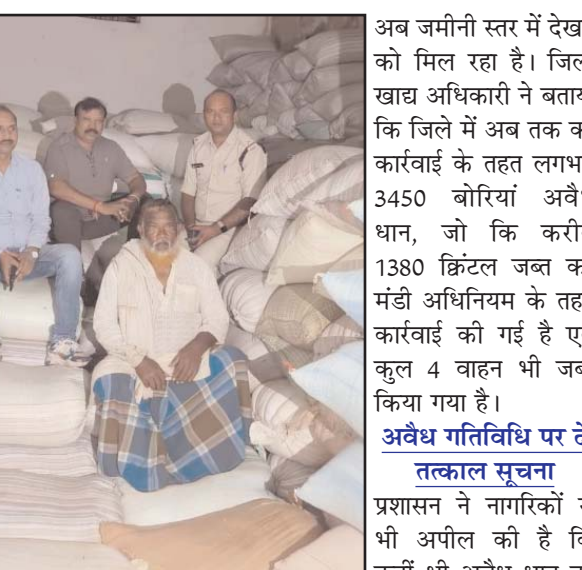 अब जमीनी स्तर में देख
को मिल रहा है। जिल
खाद्य अधिकारी ने बताय
कि जिले में अब तक क
कार्रवाई के तहत लगभ
3450 बोरियां अवै
धान, जो कि करी
1380 क्विंटल जब्त क
मंडी अधिनियम के तह
कार्रवाई की गई है ए
कुल 4 वाहन भी जब
किया गया है।
अवैध गतिविधि पर दे
तत्काल सूचना
प्रशासन ने नागरिकों
भी अपील की है कि